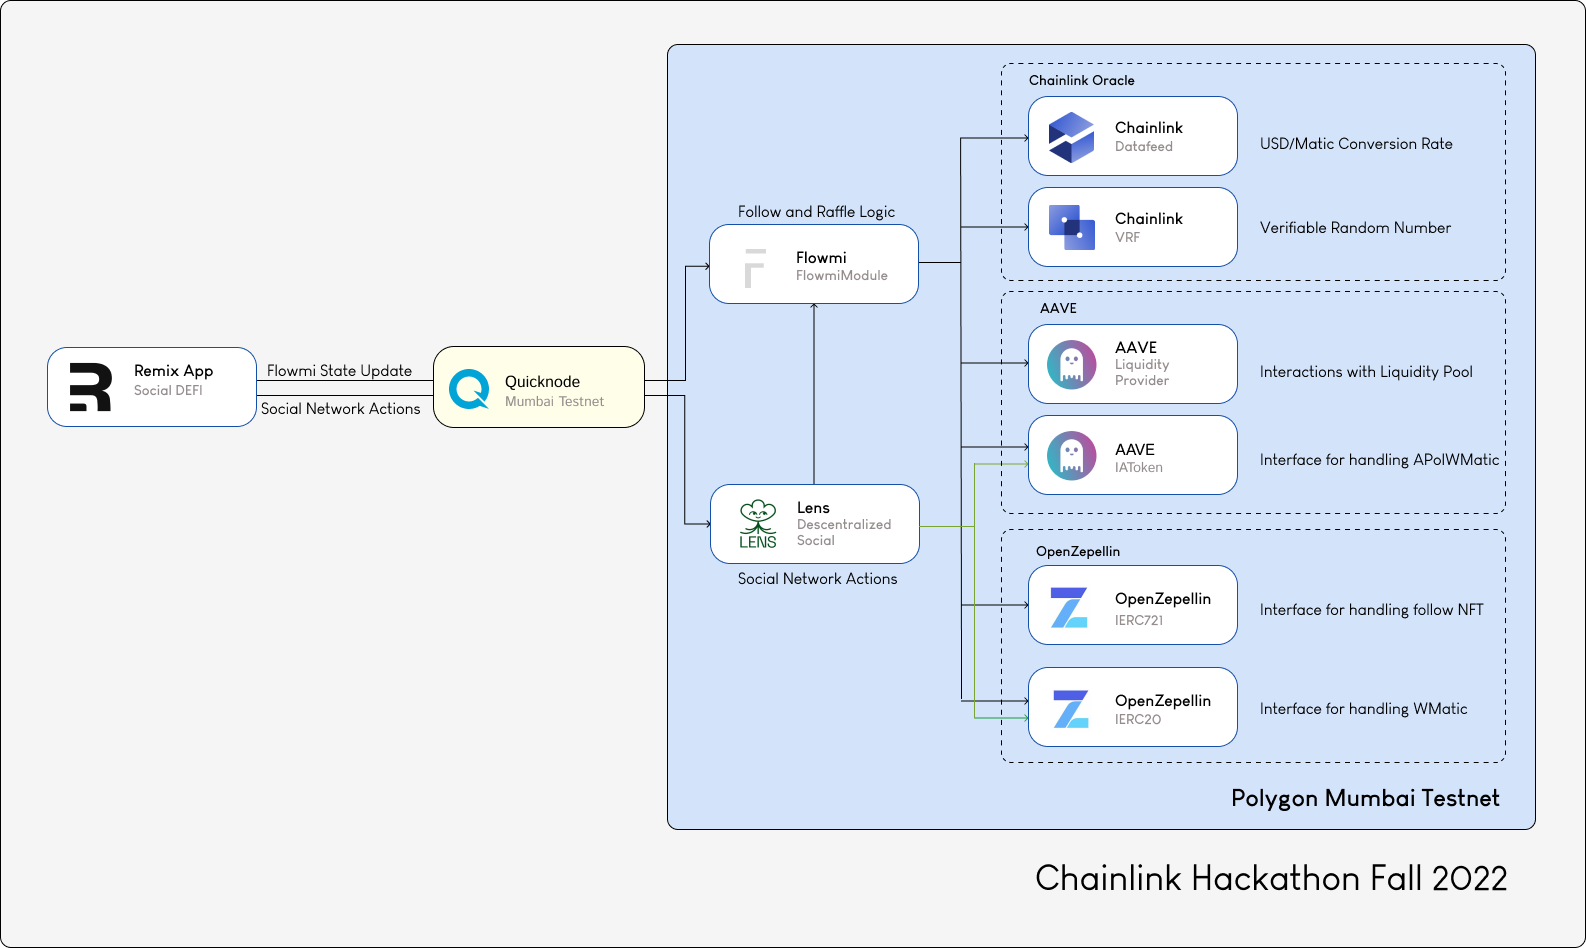 Chainlink Oracle
Chainlink
Datafeed
USD/Matic Conversion Rate
Chainlink
VRF
Verifiable Random Number
Follow and Raffle Logic
Flowmi
FlowmiModule
AAVE
AAVE
Liquidity
Provider
Interactions with Liquidity Pool
Remix App
Social DEFI
Flowmi State Update
Social Network Actions
Quicknode
Mumbai Testnet
AAVE
IAToken
Interface for handling APolWMatic
LENS
Lens
Descentralized
Social
Social Network Actions
OpenZepellin
OpenZepellin
IERC721
Interface for handling follow NFT
OpenZepellin
IERC20
Interface for handling WMatic
Polygon Mumbai Testnet
Chainlink Hackathon Fall 2022